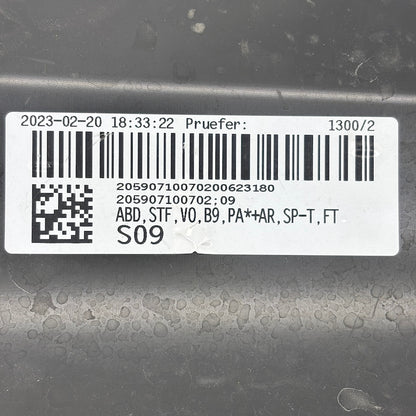 2023-02-20 18:33:22 Pruefer: 1300/2
20590710070200623180
205907100702;09
ABD,STF,VO,B9,PA*+AR,SP-T,FT
S09